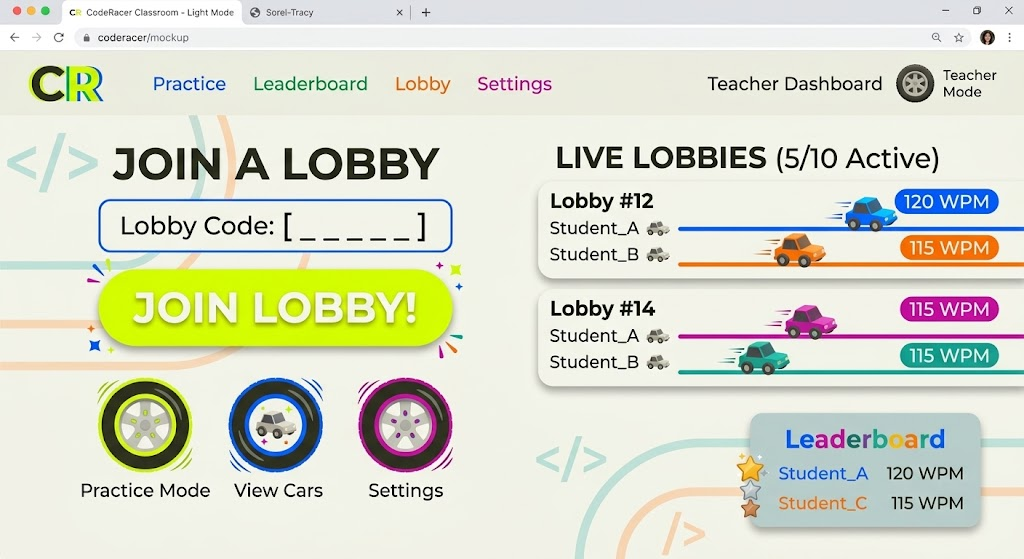 CR CodeRacer Classroom - Light Mode
Sorel-Tracy
coderacer/mockup
CR
Practice
Leaderboard
Lobby
Settings
Teacher Dashboard
Teacher
Mode
</>
JOIN A LOBBY
Lobby Code: [ _ _ _ _ _ ]
JOIN LOBBY!
Practice Mode
View Cars
Settings
LIVE LOBBIES (5/10 Active)
Lobby #12
120 WPM
Student_A
Student_B
115 WPM
Lobby #14
115 WPM
Student_A
Student_B
115 WPM
</>
Leaderboard
Student_A 120 WPM
Student_C 115 WPM
/>